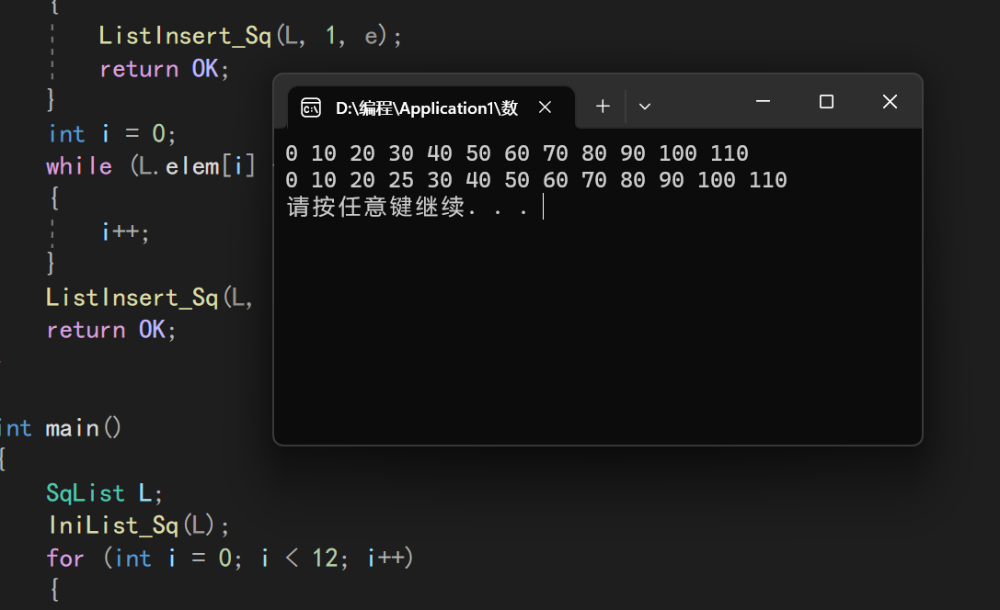 {
ListInsert_Sq(L, 1, e);
return OK;
}
int i = 0;
while (L.elem[i]
{
i++;
}
ListInsert_Sq(L,
return OK;
int main()
{
SqList L;
IniList_Sq(L);
for (int i = 0; i < 12; i++)
{
D:\编程\Application1\数
0 10 20 30 40 50 60 70 80 90 100 110
0 10 20 25 30 40 50 60 70 80 90 100 110
请按任意键继续. . .